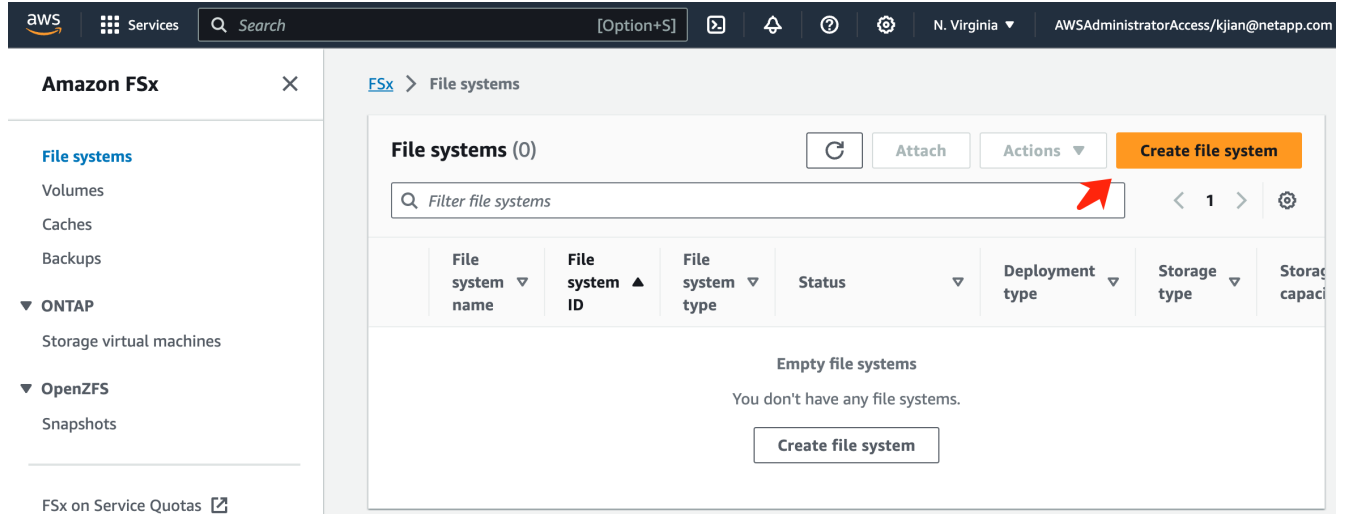 aws
Services
Search
[Option+S]
N. Virginia
AWSAdministratorAccess/kjian@netapp.com
Amazon FSx
File systems
Volumes
Caches
Backups
ONTAP
Storage virtual machines
OpenZFS
Snapshots
FSx on Service Quotas
FSx > File systems
File systems (0)
Attach
Actions
Create file system
Filter file systems
1
File
system
name
File
system
ID
File
system
type
Status
Deployment
type
Storage
type
Storag
capaci
Empty file systems
You don't have any file systems.
Create file system